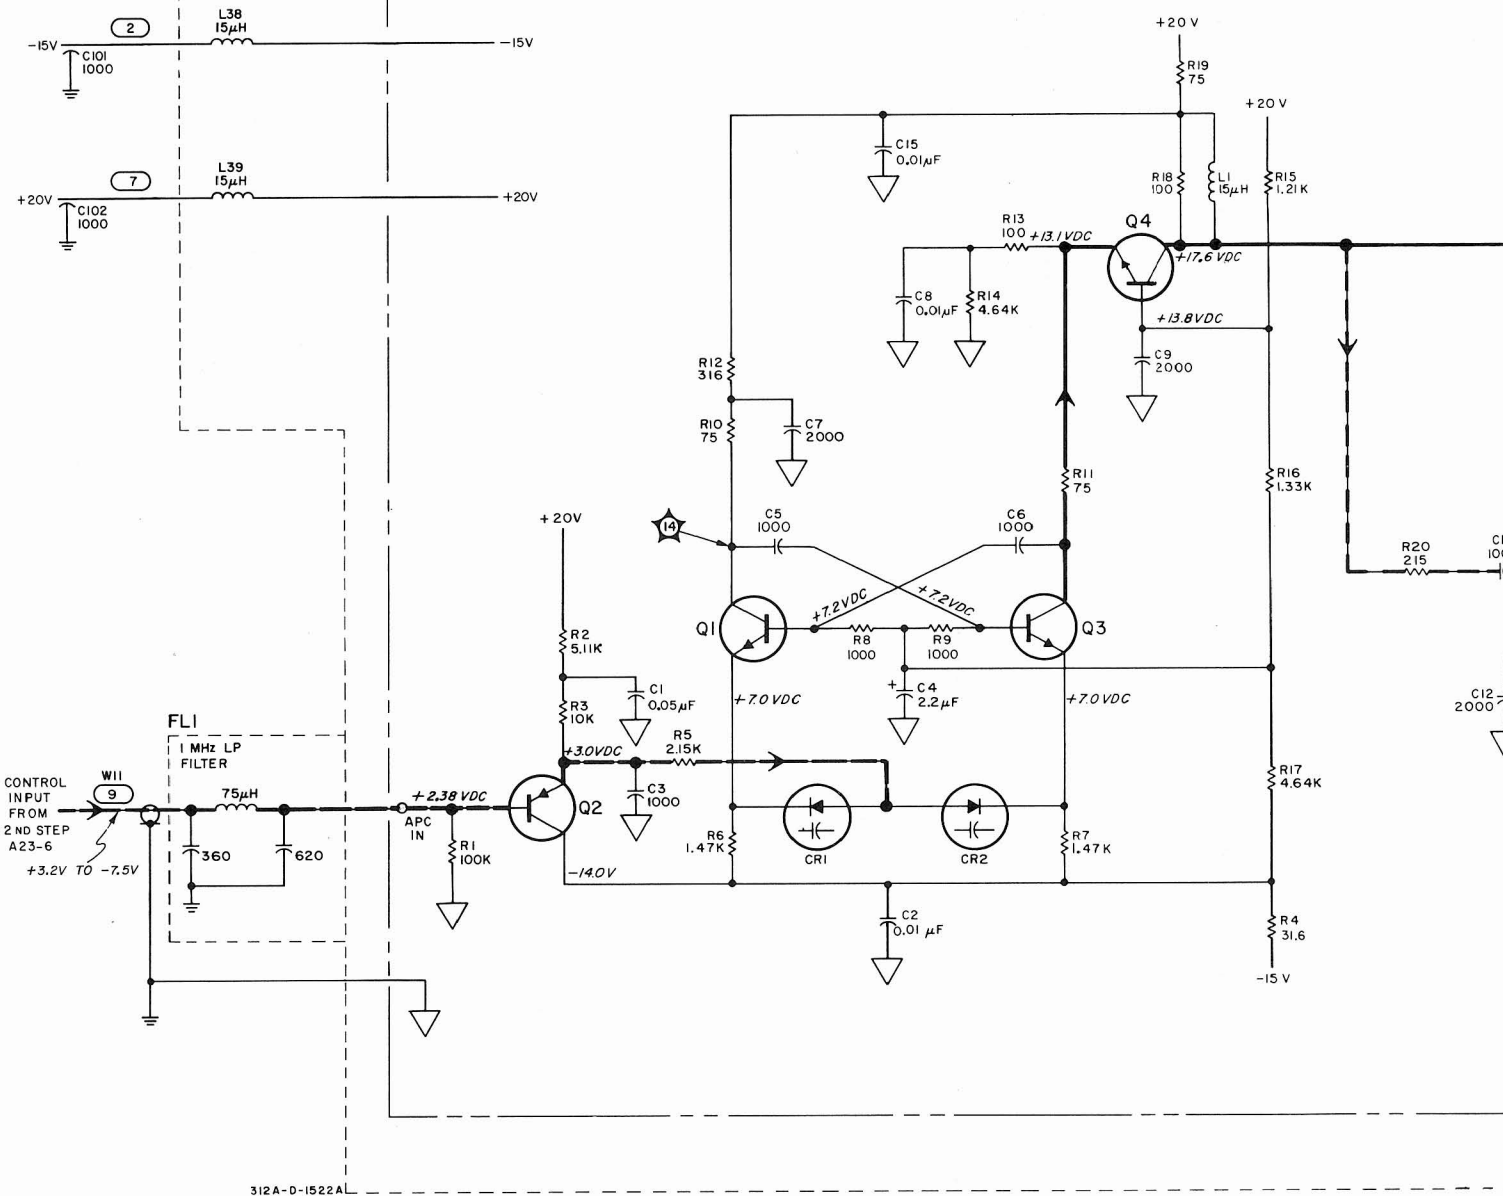 L38
15µH
2
-15V
-15V
C101
1000
L39
15µH
7
+20V
+20V
C102
1000
+20 V
R19
75
+20 V
C15
0.01µF
R18
100
L1
15µH
R15
1.21K
Q4
R13
100
+13.1VDC
+17.6 VDC
C8
0.01µF
R14
4.64K
+13.8VDC
C9
2000
R12
316
R10
75
C7
2000
R11
75
R16
1.33K
+20V
14
C5
1000
C6
1000
R20
215
C1
100
+7.2VDC
+7.2VDC
Q1
R8
1000
R9
1000
Q3
R2
5.11K
C1
0.05µF
R3
10K
+7.0 VDC
+
C4
2.2µF
+7.0 VDC
C12
2000
FL1
1 MHz LP
FILTER
+3.0VDC
R5
2.15K
CONTROL
INPUT
FROM
2 ND STEP
A23-6
W11
9
75µH
+2.38 VDC
APC
IN
Q2
C3
1000
R17
4.64K
360
620
R1
100K
R6
1.47K
CR1
CR2
R7
1.47K
+3.2V TO -7.5V
-14.0V
C2
0.01 µF
R4
31.6
-15 V
312A-D-1522A